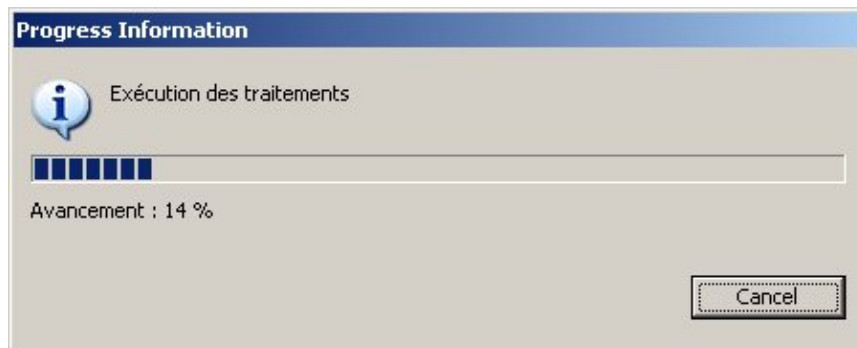 Progress Information
Exécution des traitements
Avancement : 14 %
Cancel